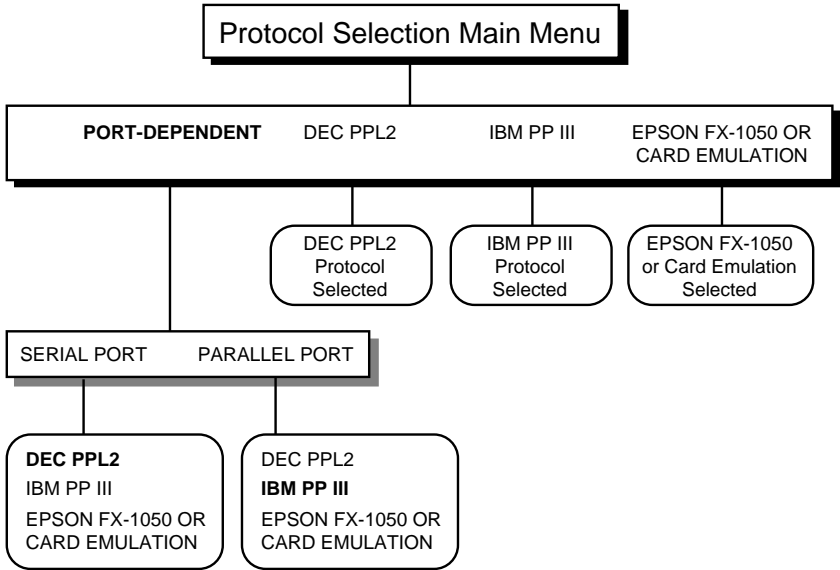 Protocol Selection Main Menu
PORT-DEPENDENT DEC PPL2 IBM PP III EPSON FX-1050 OR
CARD EMULATION
DEC PPL2
Protocol
Selected
IBM PP III
Protocol
Selected
EPSON FX-1050
or Card Emulation
Selected
SERIAL PORT PARALLEL PORT
DEC PPL2
IBM PP III
EPSON FX-1050 OR
CARD EMULATION
DEC PPL2
IBM PP III
EPSON FX-1050 OR
CARD EMULATION